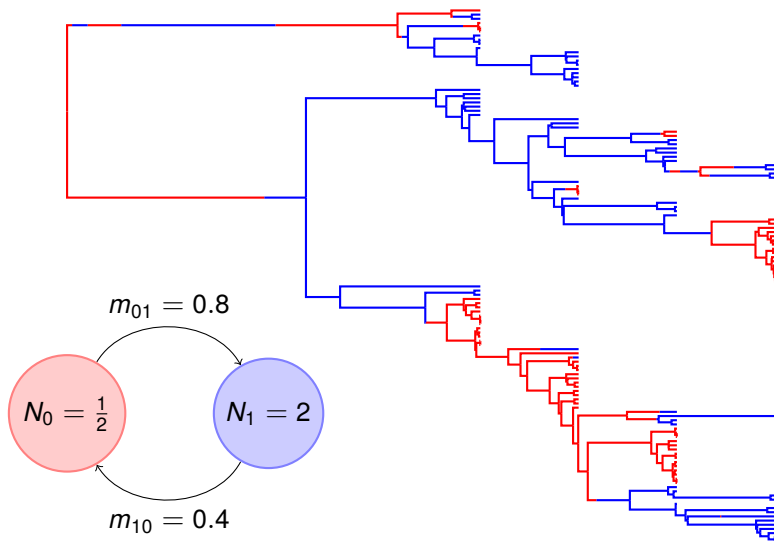 m₀₁ = 0.8
N₀ = 1/2
N₁ = 2
m₁₀ = 0.4